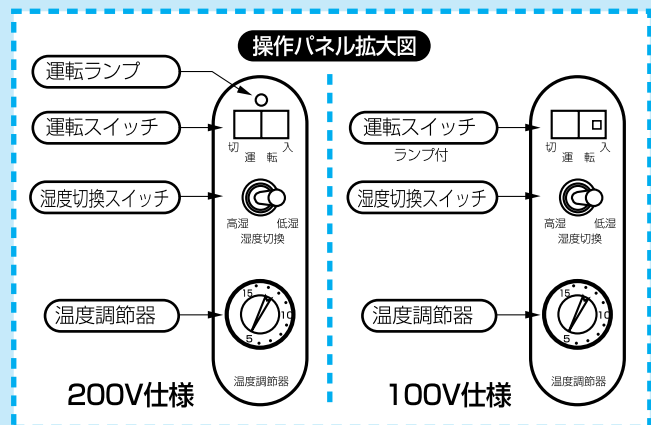 操作パネル拡大図
運転ランプ
運転スイッチ
切 入
運 転
湿度切換スイッチ
高湿 低湿
湿度切換
15
10
5
温度調節器
温度調節器
200V仕様
運転スイッチ
ランプ付
切 入
運 転
湿度切換スイッチ
高湿 低湿
湿度切換
15
10
5
温度調節器
温度調節器
100V仕様